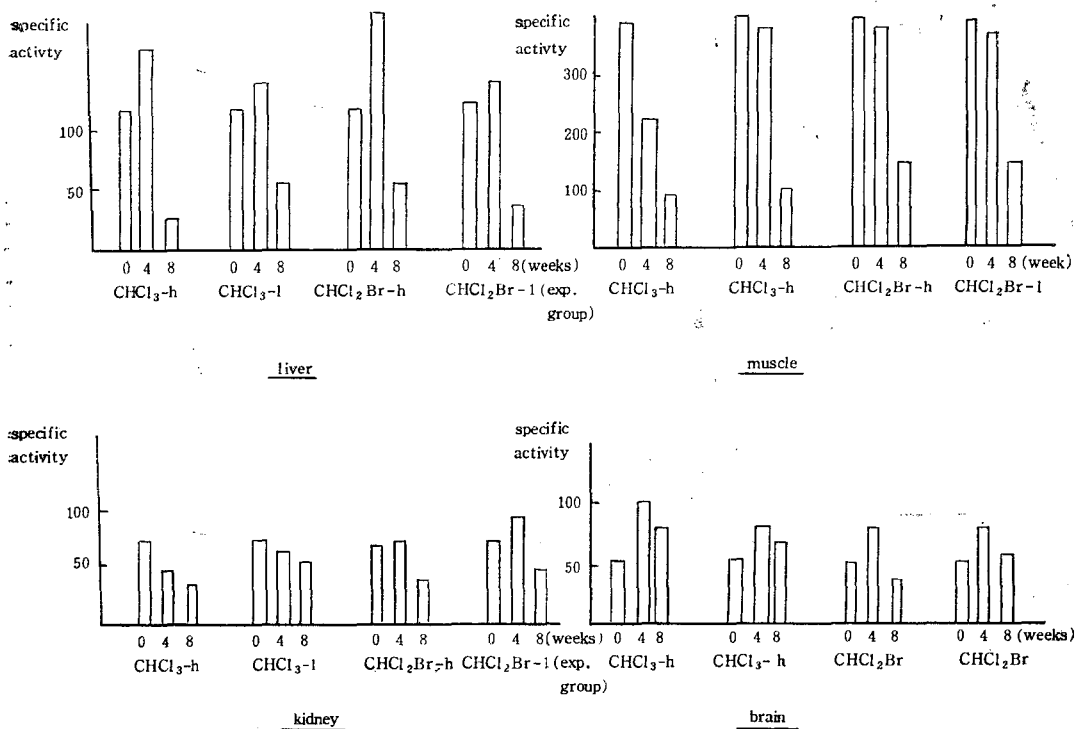 specific
activty
100
50
0 4 8 0 4 8 0 4 8 0 4 8 (weeks)
CHCl₃-h CHCl₃-l CHCl₂Br-h CHCl₂Br-l (exp.
group)
liver
specific
activty
300
200
100
0 4 8 0 4 8 0 4 8 0 4 8 (week)
CHCl₃-h CHCl₃-h CHCl₂Br-h CHCl₂Br-l
muscle
specific
activity
100
50
0 4 8 0 4 8 0 4 8 0 4 8 (weeks)
CHCl₃-h CHCl₃-l CHCl₂Br-h CHCl₂Br-l (exp.
group)
kidney
specific
activity
100
50
0 4 8 0 4 8 0 4 8 0 4 8 (weeks)
CHCl₃-h CHCl₃-h CHCl₂Br CHCl₂Br
brain